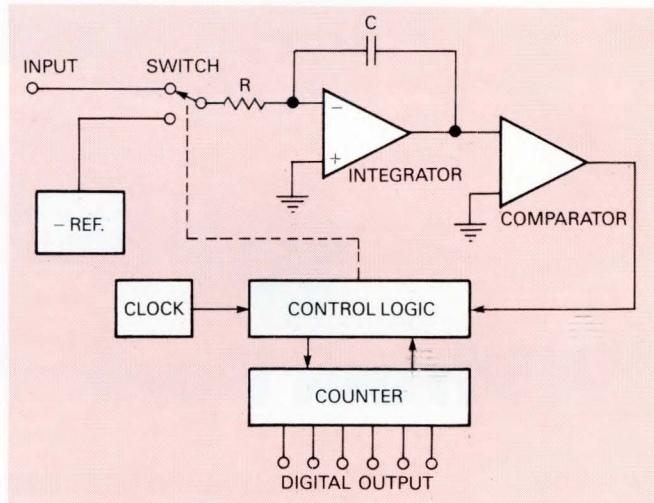 C
INPUT
SWITCH
R
−
+
INTEGRATOR
COMPARATOR
− REF.
CLOCK
CONTROL LOGIC
COUNTER
DIGITAL OUTPUT